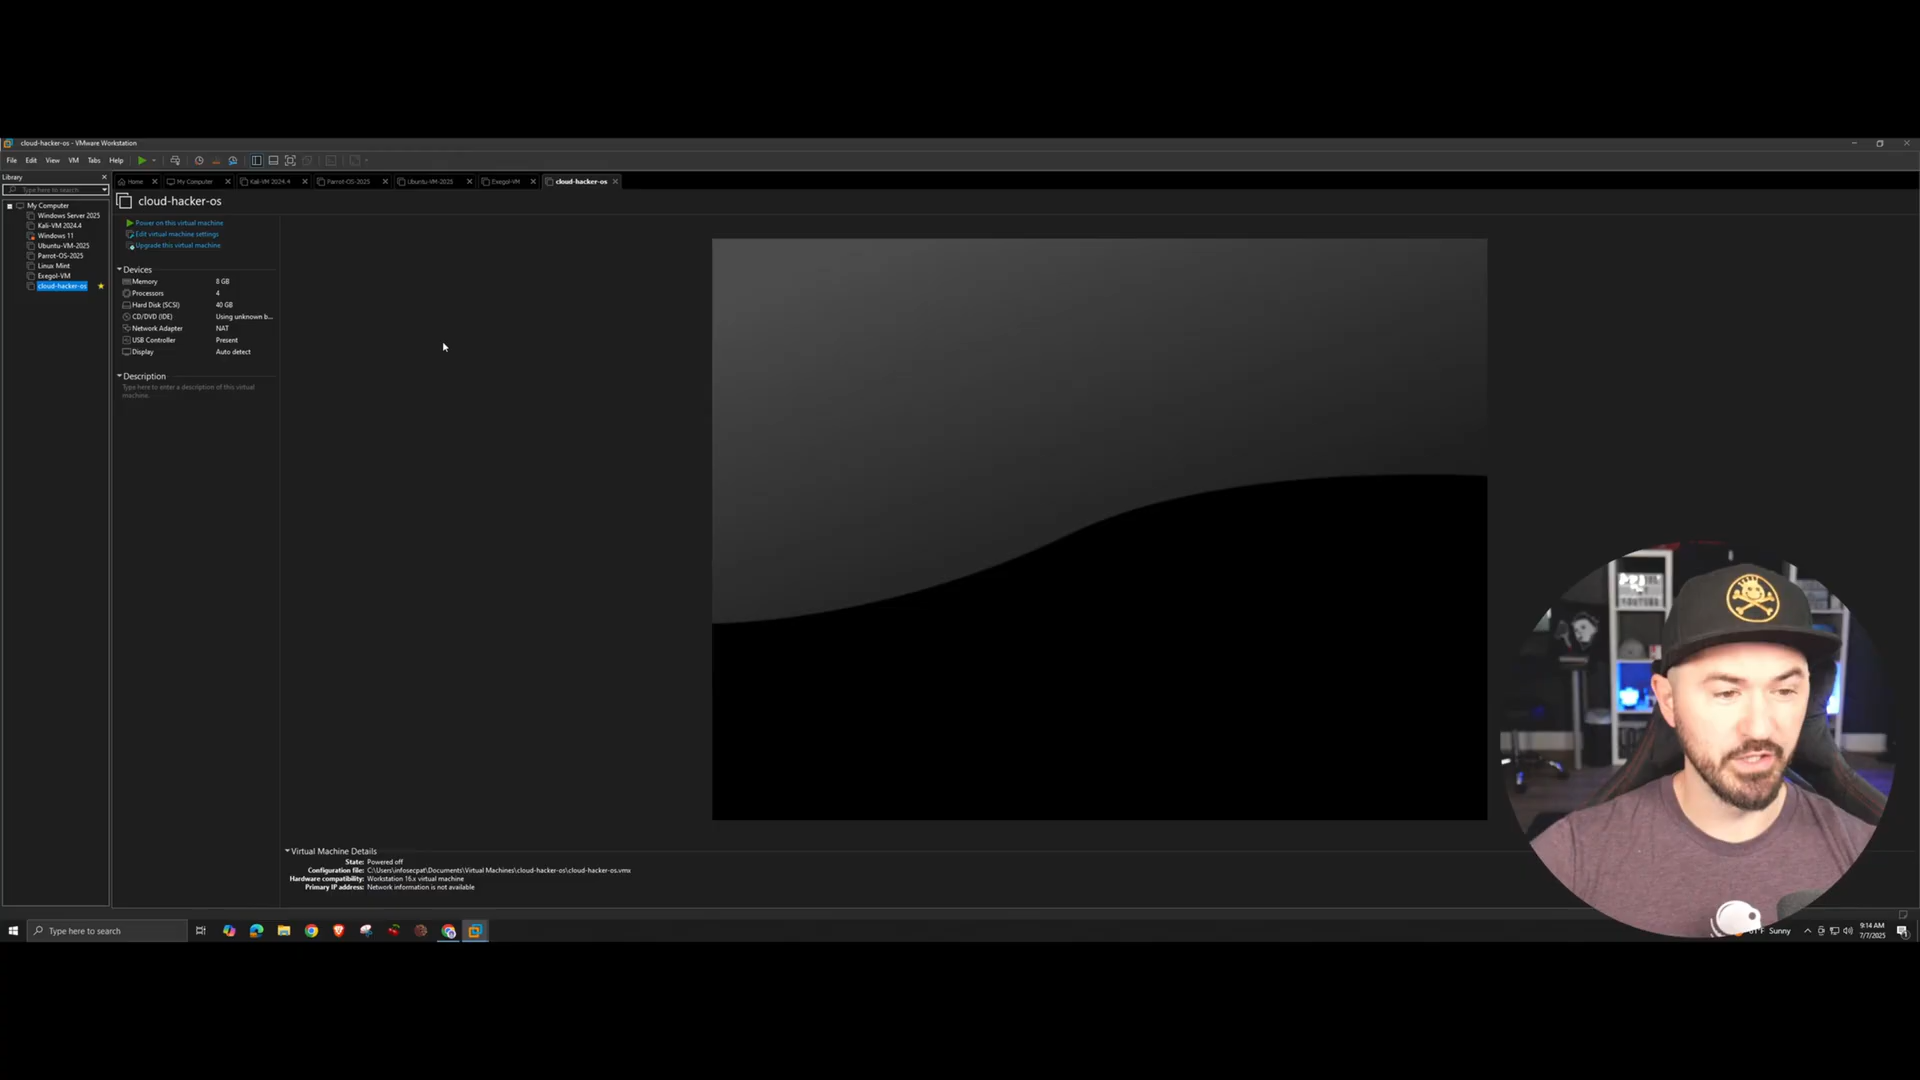 cloud-hacker-os - VMware Workstation
File Edit View VM Tabs Help
Library
Type here to search
Home My Computer Kali-VM 2024.4 Parrot-OS-2025 Ubuntu-VM-2025 Exegol-VM cloud-hacker-os
My Computer
Windows Server 2025
Kali-VM 2024.4
Windows 11
Ubuntu-VM-2025
Parrot-OS-2025
Linux Mint
Exegol-VM
cloud-hacker-os
cloud-hacker-os
Power on this virtual machine
Edit virtual machine settings
Upgrade this virtual machine
Devices
Memory 8 GB
Processors 4
Hard Disk (SCSI) 40 GB
CD/DVD (IDE) Using unknown b...
Network Adapter NAT
USB Controller Present
Display Auto detect
Description
Type here to enter a description of this virtual
machine.
Virtual Machine Details
State: Powered off
Configuration file: C:\Users\infosecpat\Documents\Virtual Machines\cloud-hacker-os\cloud-hacker-os.vmx
Hardware compatibility: Workstation 16.x virtual machine
Primary IP address: Network information is not available
Type here to search
Sunny
9:14 AM
7/7/2025